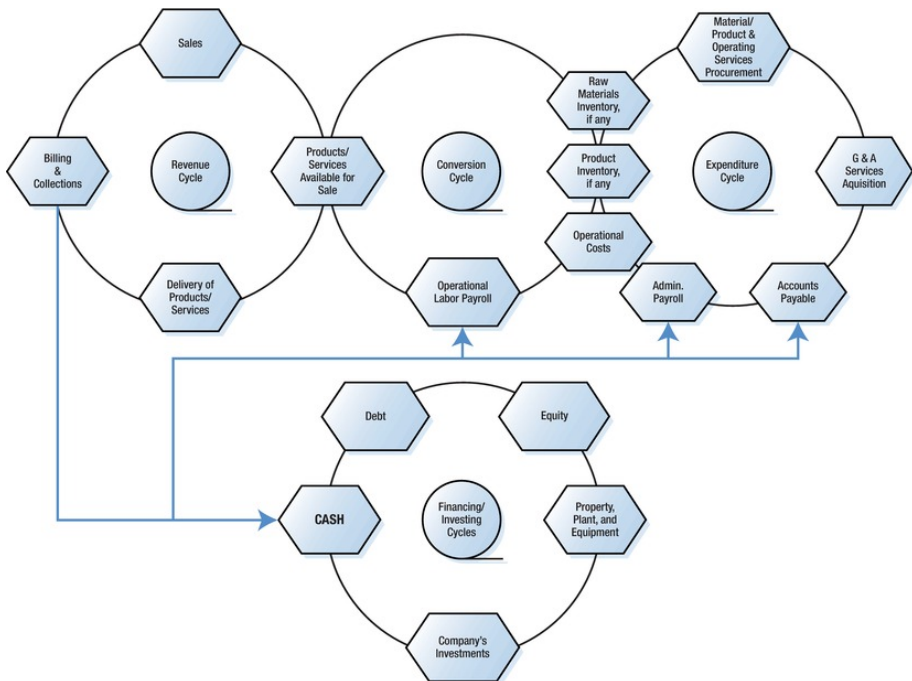 Sales
Billing
&
Collections
Revenue
Cycle
Delivery of
Products/
Services
Products/
Services
Available for
Sale
Conversion
Cycle
Operational
Labor Payroll
Raw
Materials
Inventory,
if any
Product
Inventory,
if any
Operational
Costs
Material/
Product &
Operating
Services
Procurement
Expenditure
Cycle
G & A
Services
Aquisition
Admin.
Payroll
Accounts
Payable
Debt
Equity
CASH
Financing/
Investing
Cycles
Property,
Plant, and
Equipment
Company's
Investments